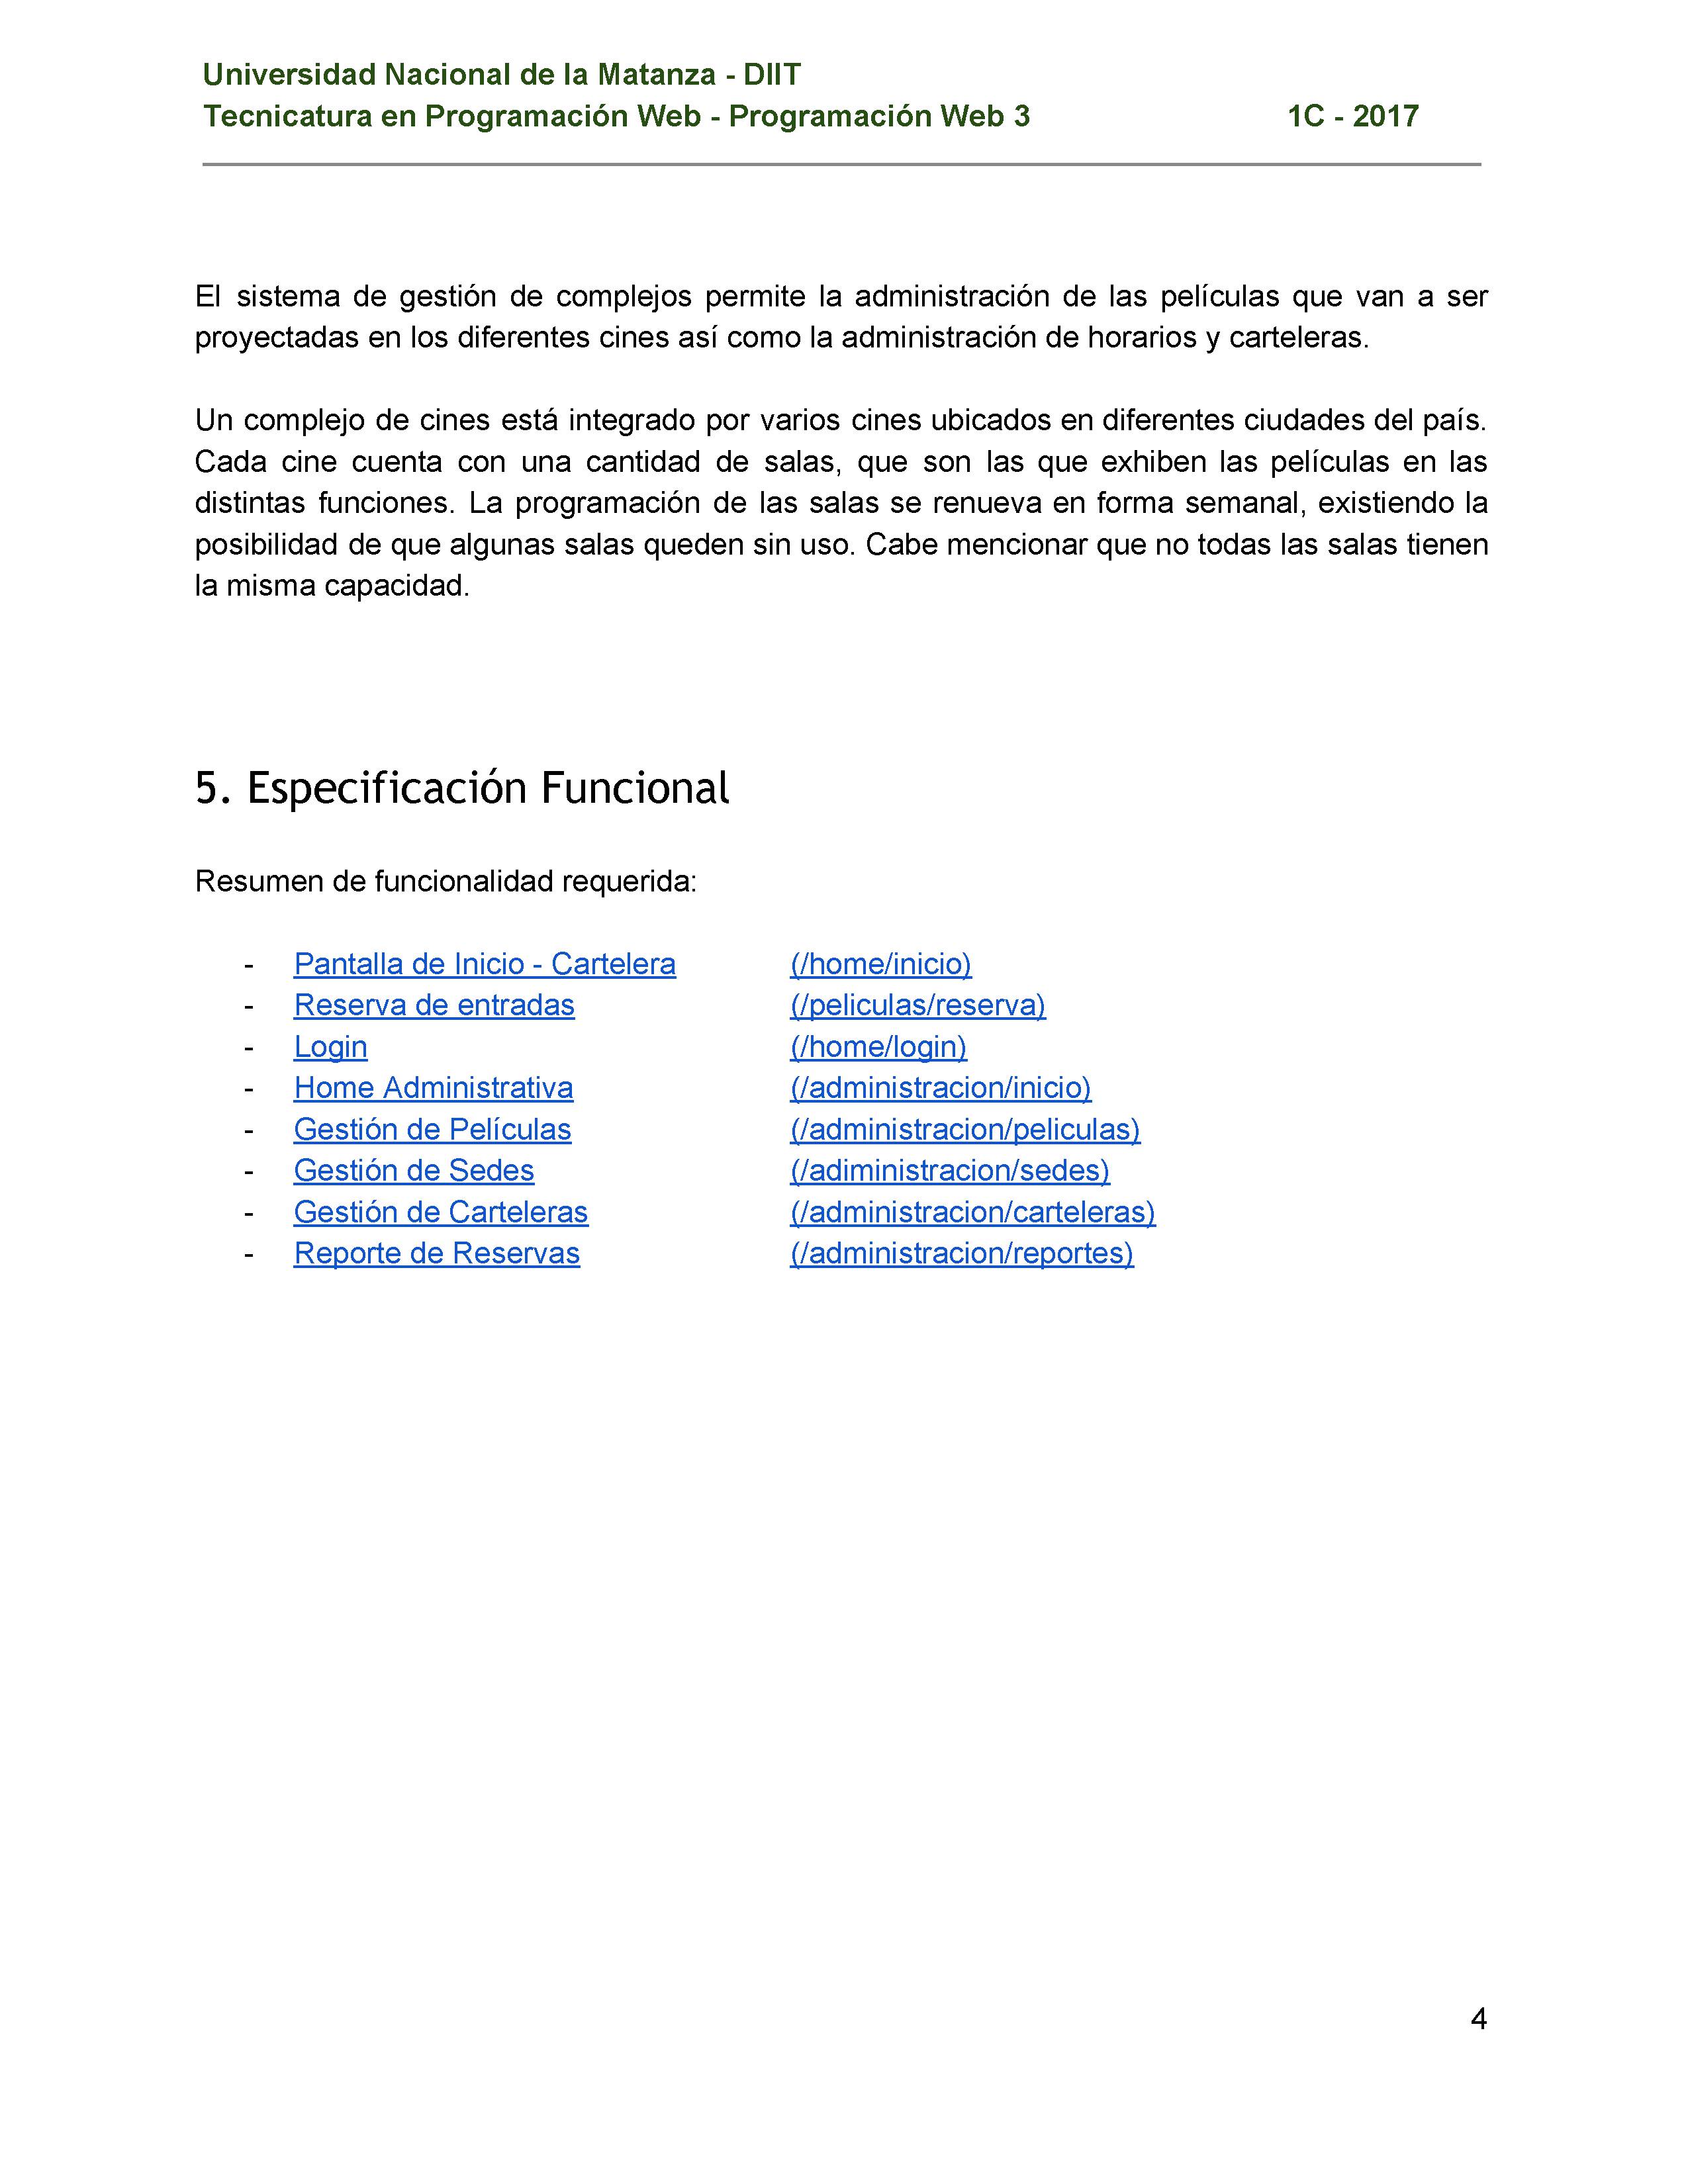 Universidad Nacional de la Matanza - DIIT
Tecnicatura en Programación Web - Programación Web 3 1C - 2017
El sistema de gestión de complejos permite la administración de las películas que van a ser
proyectadas en los diferentes cines así como la administración de horarios y carteleras.
Un complejo de cines está integrado por varios cines ubicados en diferentes ciudades del país.
Cada cine cuenta con una cantidad de salas, que son las que exhiben las películas en las
distintas funciones. La programación de las salas se renueva en forma semanal, existiendo la
posibilidad de que algunas salas queden sin uso. Cabe mencionar que no todas las salas tienen
la misma capacidad.
5. Especificación Funcional
Resumen de funcionalidad requerida:
- Pantalla de Inicio - Cartelera (/home/inicio)
- Reserva de entradas (/peliculas/reserva)
- Login (/home/login)
- Home Administrativa (/administracion/inicio)
- Gestión de Películas (/administracion/peliculas)
- Gestión de Sedes (/adiministracion/sedes)
- Gestión de Carteleras (/administracion/carteleras)
- Reporte de Reservas (/administracion/reportes)
4